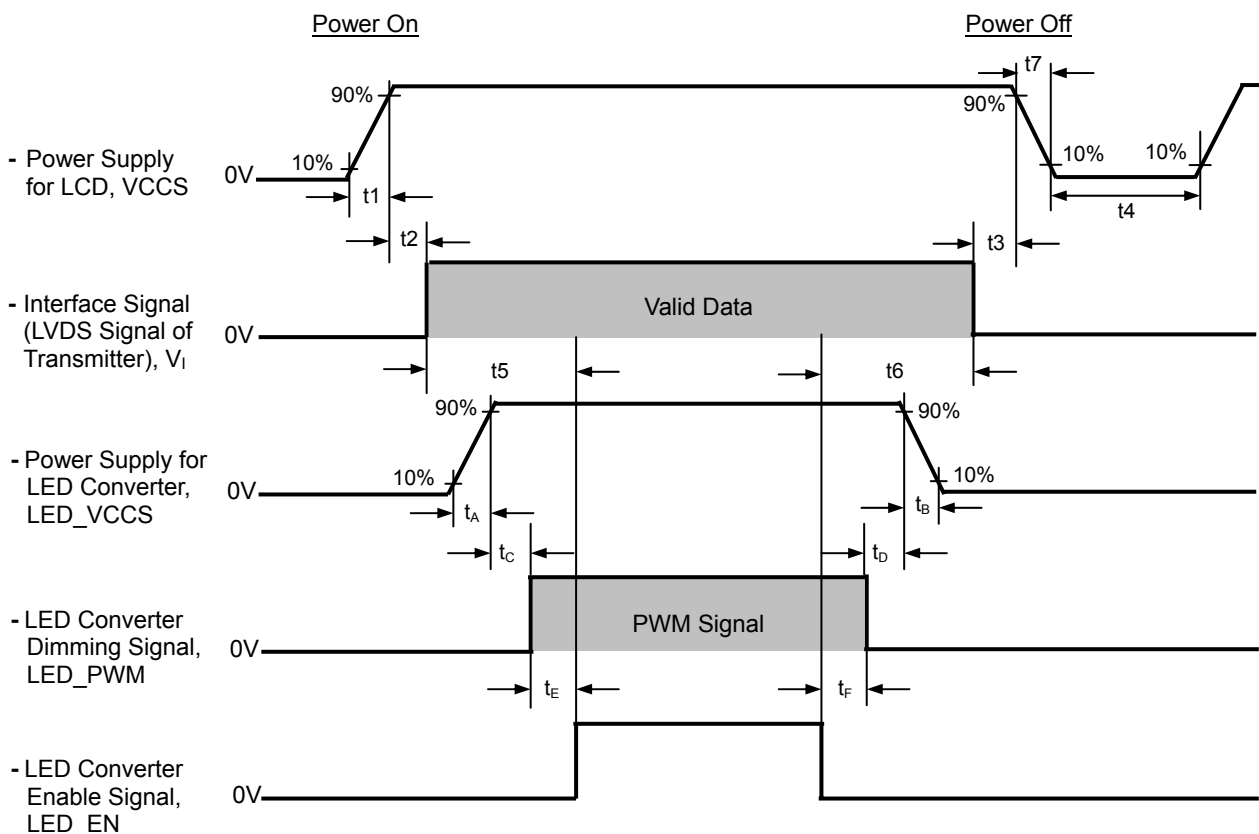 Power On
Power Off
t7
90%
90%
- Power Supply
for LCD, VCCS
10%
10%
10%
0V
t1
t4
t2
t3
- Interface Signal
(LVDS Signal of
Transmitter), VI
0V
Valid Data
t5
t6
90%
90%
- Power Supply for
LED Converter,
LED_VCCS
10%
10%
0V
tA
tB
tC
tD
- LED Converter
Dimming Signal,
LED_PWM
0V
PWM Signal
tE
tF
- LED Converter
Enable Signal,
LED_EN
0V